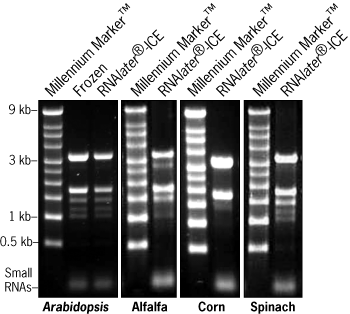 Millennium Marker™
Frozen
RNAlater®-ICE
Millennium Marker™
RNAlater®-ICE
Millennium Marker™
RNAlater®-ICE
Millennium Marker™
RNAlater®-ICE
9 kb
3 kb
1 kb
0.5 kb
Small
RNAs
Arabidopsis Alfalfa Corn Spinach